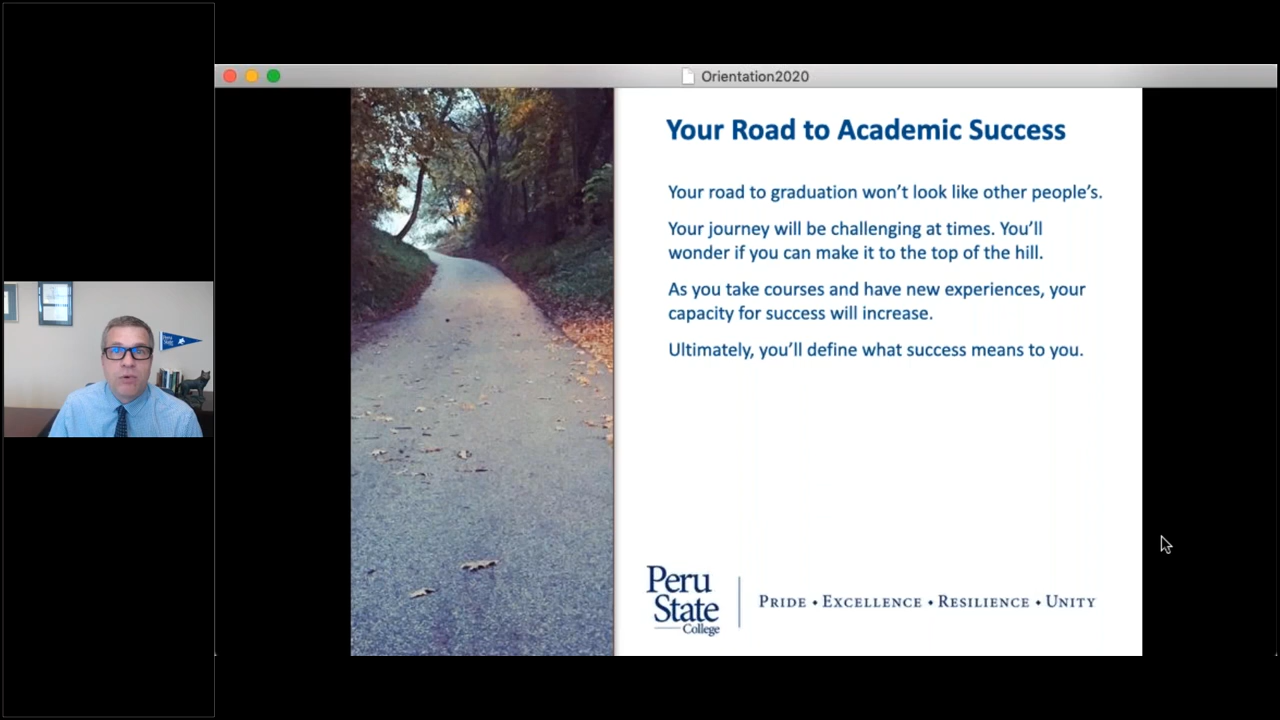 Orientation2020
Your Road to Academic Success
Your road to graduation won't look like other people's.
Your journey will be challenging at times. You'll
wonder if you can make it to the top of the hill.
As you take courses and have new experiences, your
capacity for success will increase.
Ultimately, you'll define what success means to you.
Peru
State
College
PRIDE • EXCELLENCE • RESILIENCE • UNITY
Peru
State